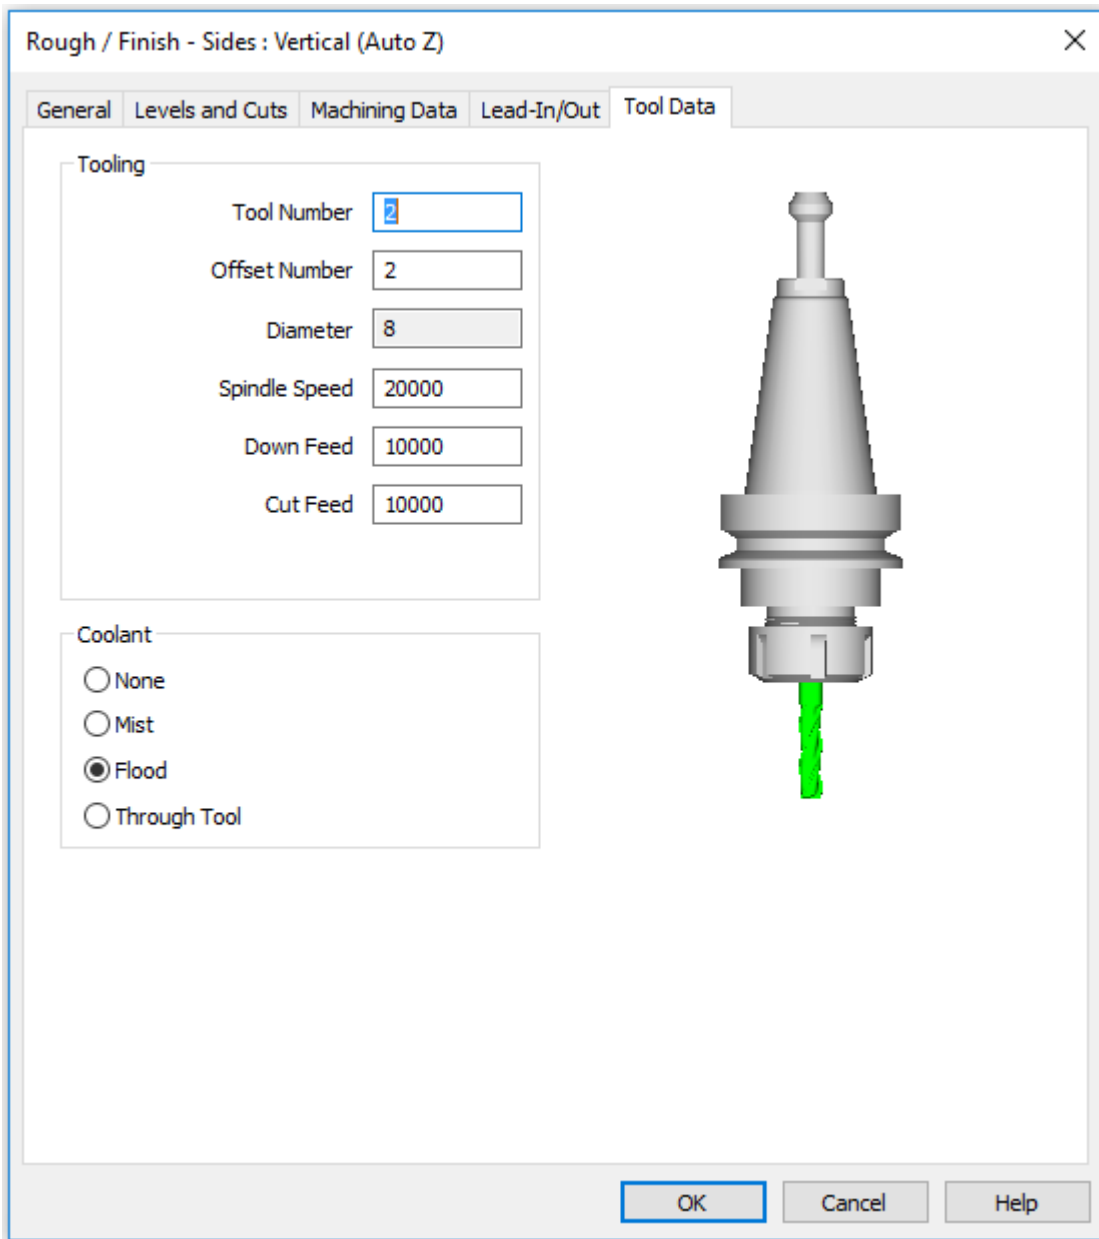 Rough / Finish - Sides : Vertical (Auto Z)
General Levels and Cuts Machining Data Lead-In/Out Tool Data
Tooling
Tool Number 2
Offset Number 2
Diameter 8
Spindle Speed 20000
Down Feed 10000
Cut Feed 10000
Coolant
None
Mist
Flood
Through Tool
OK Cancel Help